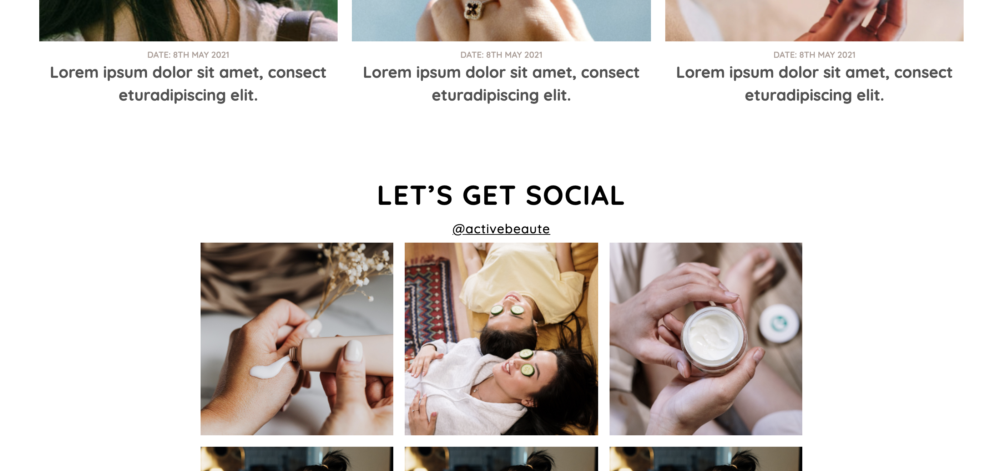 DATE: 8TH MAY 2021
Lorem ipsum dolor sit amet, consect
eturadipiscing elit.
DATE: 8TH MAY 2021
Lorem ipsum dolor sit amet, consect
eturadipiscing elit.
DATE: 8TH MAY 2021
Lorem ipsum dolor sit amet, consect
eturadipiscing elit.
LET’S GET SOCIAL
@activebeaute